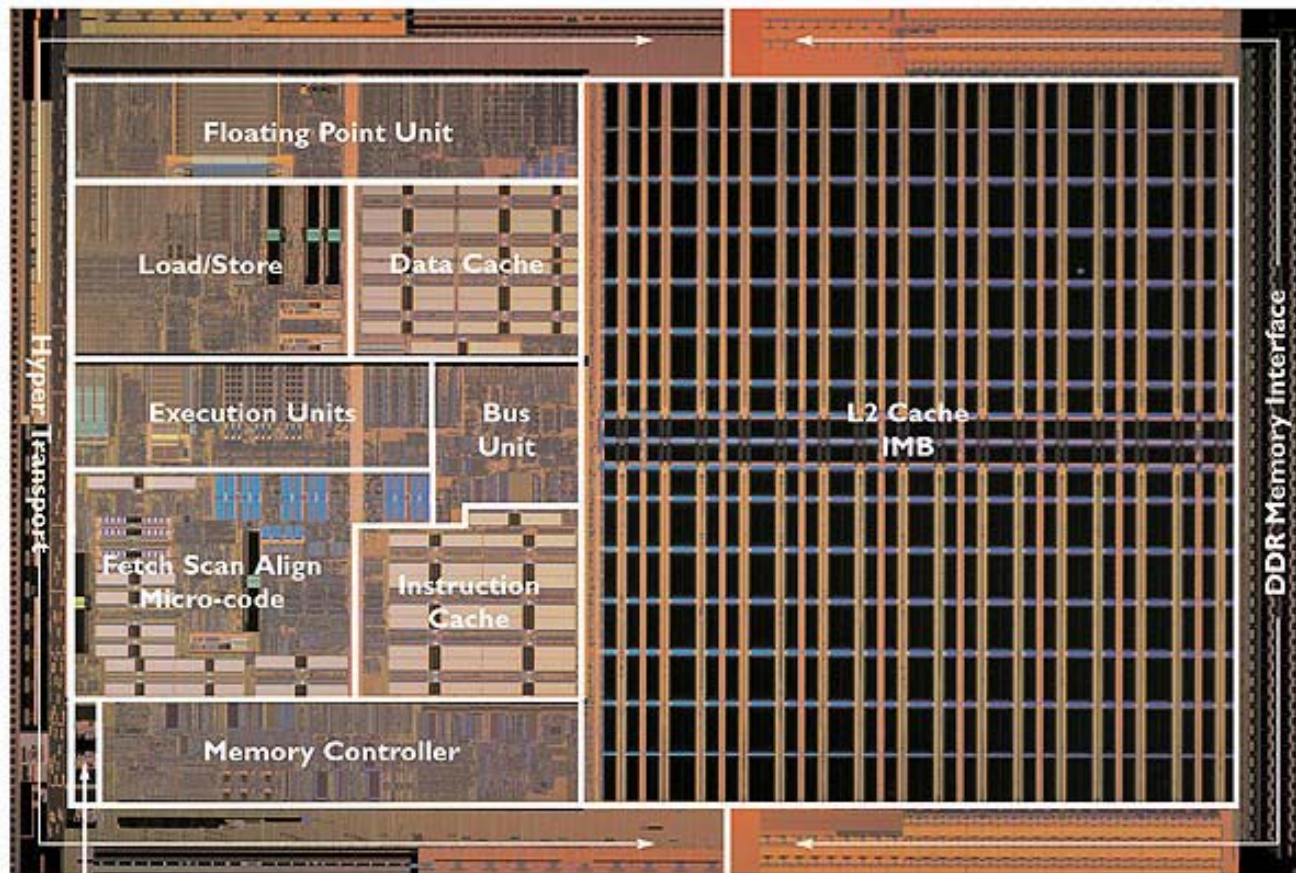 Floating Point Unit
Load/Store
Data Cache
Hyper Transport
Execution Units
Bus
Unit
L2 Cache
IMB
DDR Memory Interface
Fetch Scan Align
Micro-code
Instruction
Cache
Memory Controller